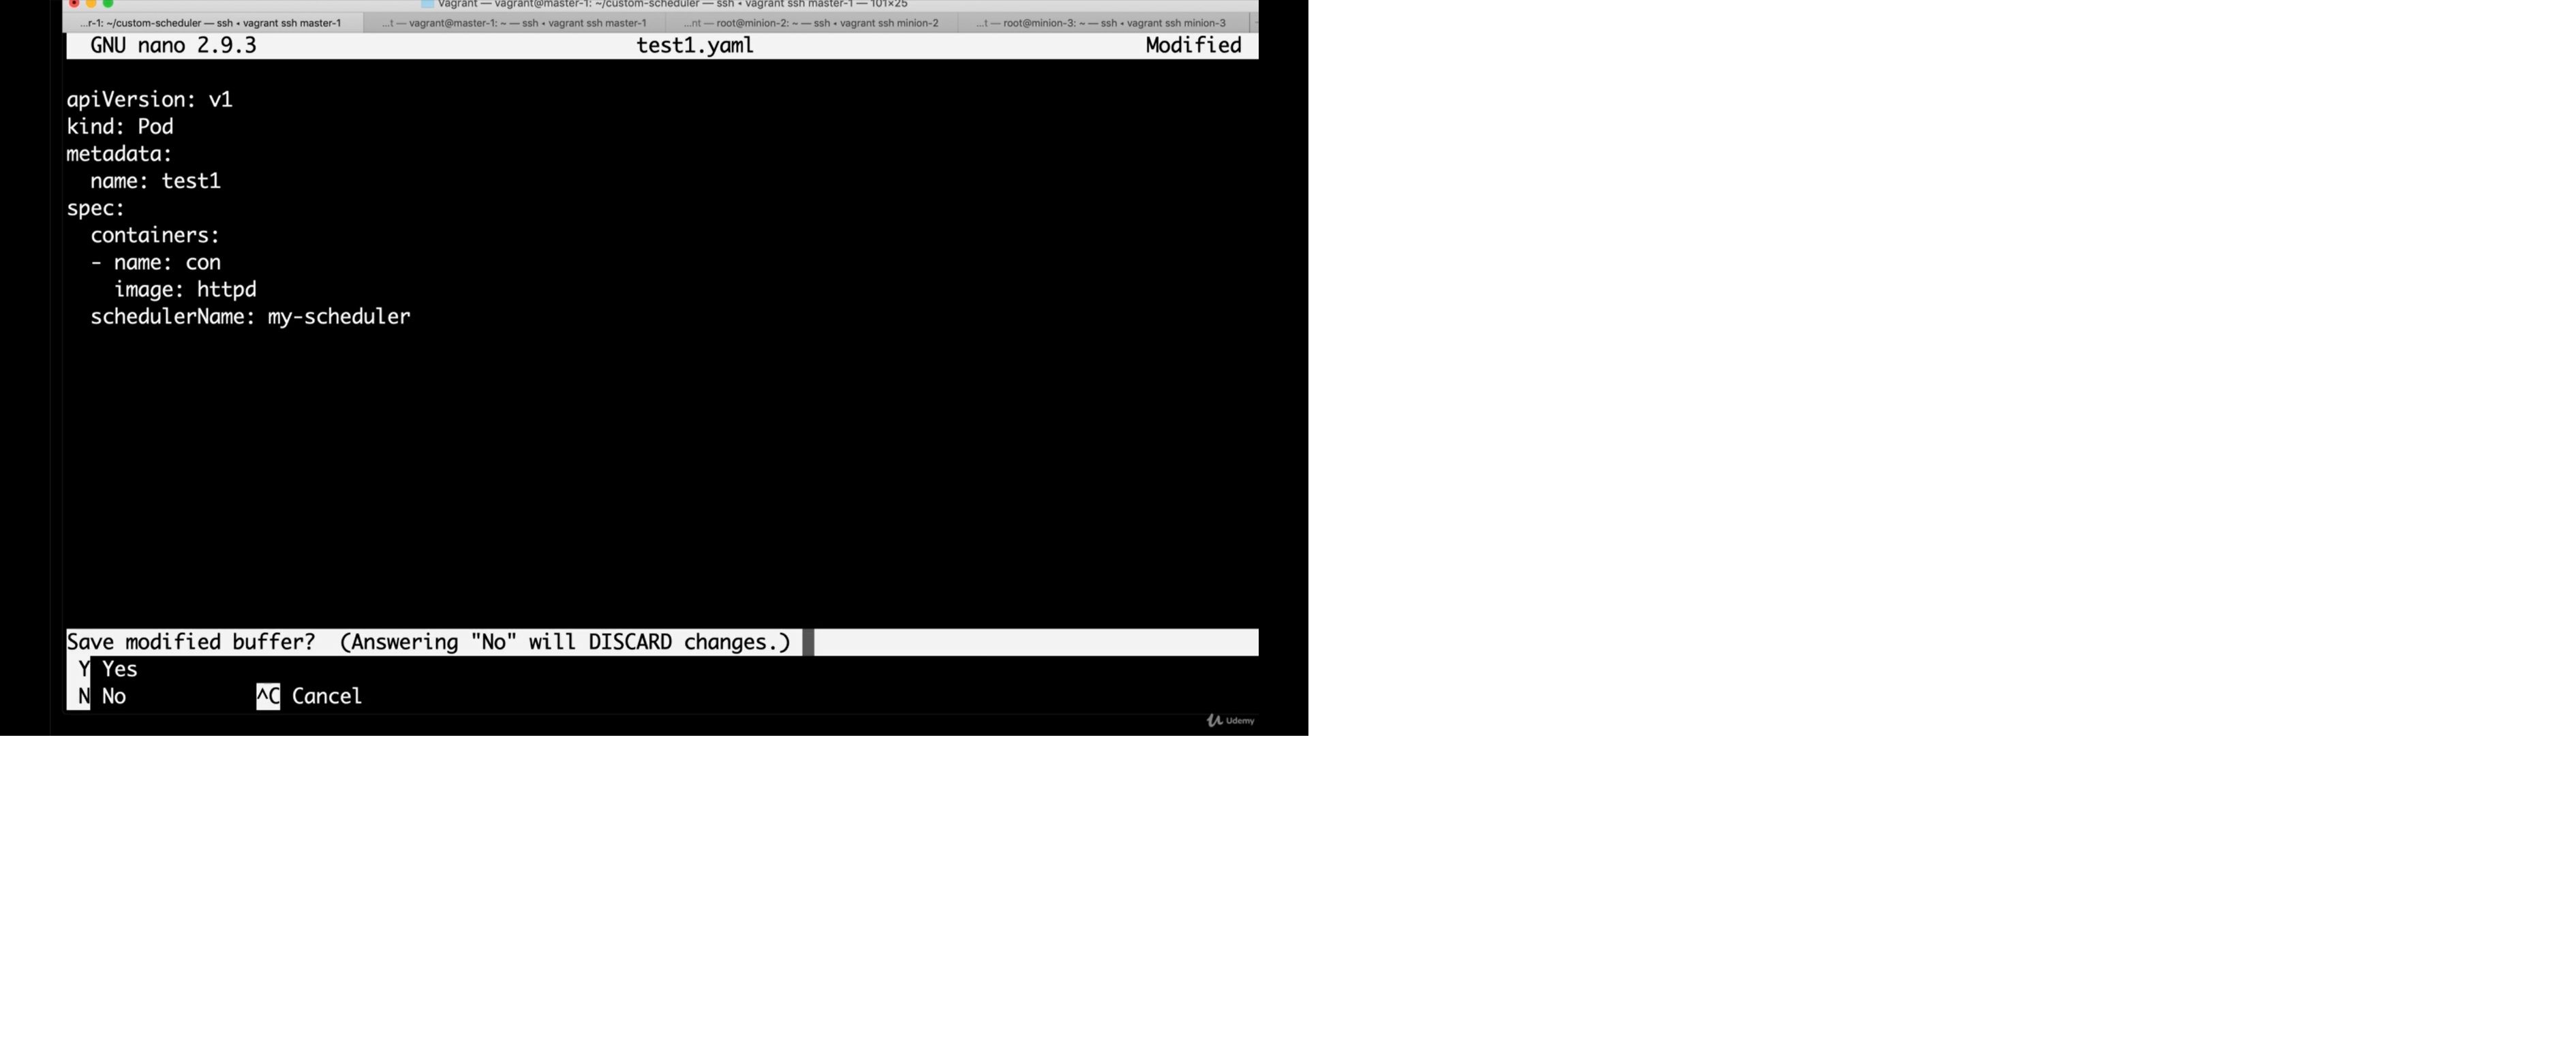 Vagrant — vagrant@master-1: ~/custom-scheduler — ssh • vagrant ssh master-1 — 101×25
...r-1: ~/custom-scheduler — ssh • vagrant ssh master-1 ...t — vagrant@master-1: ~ — ssh • vagrant ssh master-1 ...nt — root@minion-2: ~ — ssh • vagrant ssh minion-2 ...t — root@minion-3: ~ — ssh • vagrant ssh minion-3
GNU nano 2.9.3 test1.yaml Modified
apiVersion: v1
kind: Pod
metadata:
  name: test1
spec:
  containers:
  - name: con
    image: httpd
  schedulerName: my-scheduler
Save modified buffer?  (Answering "No" will DISCARD changes.)
Y Yes
N No ^C Cancel
Udemy